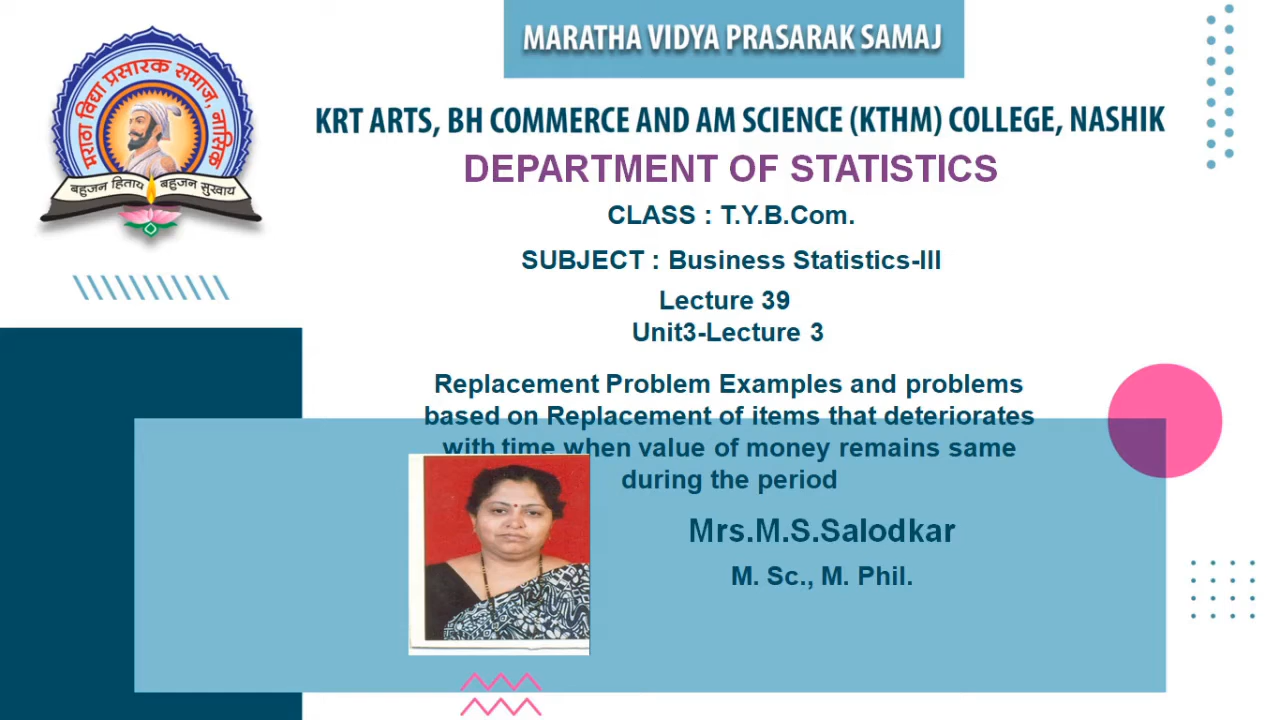 MARATHA VIDYA PRASARAK SAMAJ
मराठा विद्या प्रसारक समाज, नाशिक
बहुजन हिताय बहुजन सुखाय
KRT ARTS, BH COMMERCE AND AM SCIENCE (KTHM) COLLEGE, NASHIK
DEPARTMENT OF STATISTICS
CLASS : T.Y.B.Com.
SUBJECT : Business Statistics-III
Lecture 39
Unit3-Lecture 3
Replacement Problem Examples and problems
based on Replacement of items that deteriorates
with time when value of money remains same
during the period
Mrs.M.S.Salodkar
M. Sc., M. Phil.